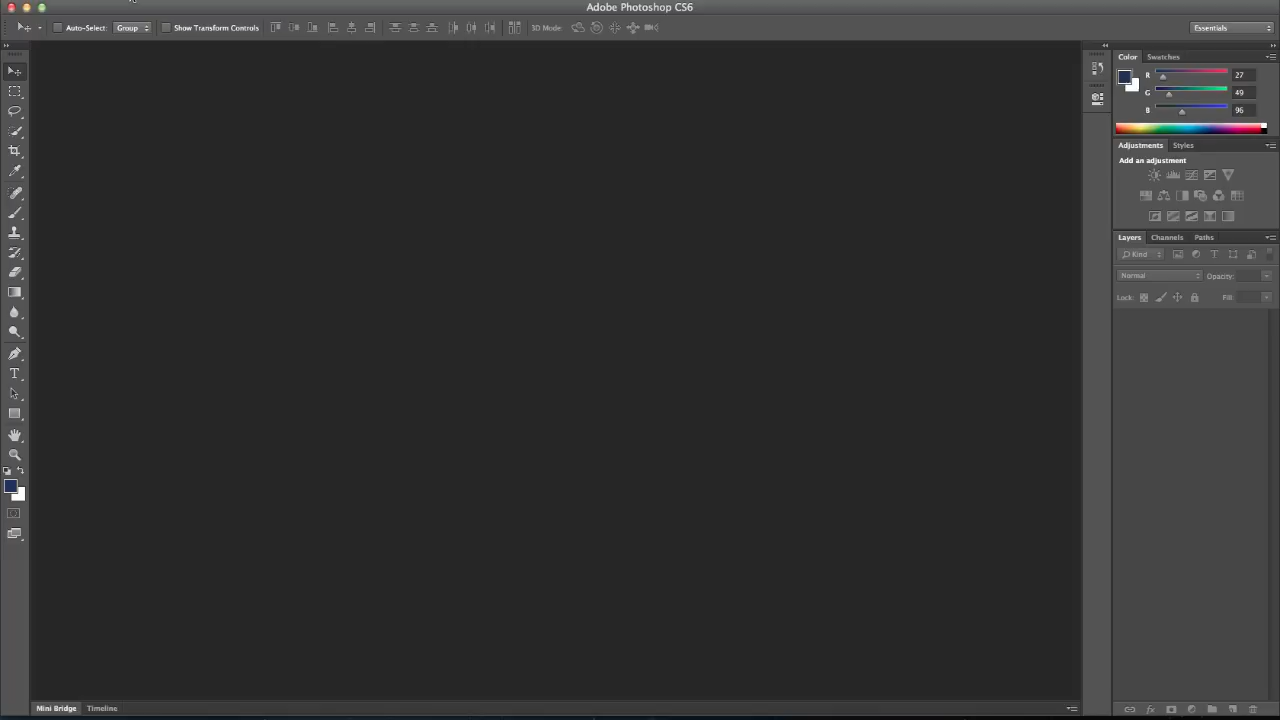 Adobe Photoshop CS6
Auto-Select: Group Show Transform Controls 3D Mode: Essentials
Color Swatches
R 27
G 49
B 96
Adjustments Styles
Add an adjustment
Layers Channels Paths
Kind
Normal Opacity:
Lock: Fill:
T
Mini Bridge Timeline